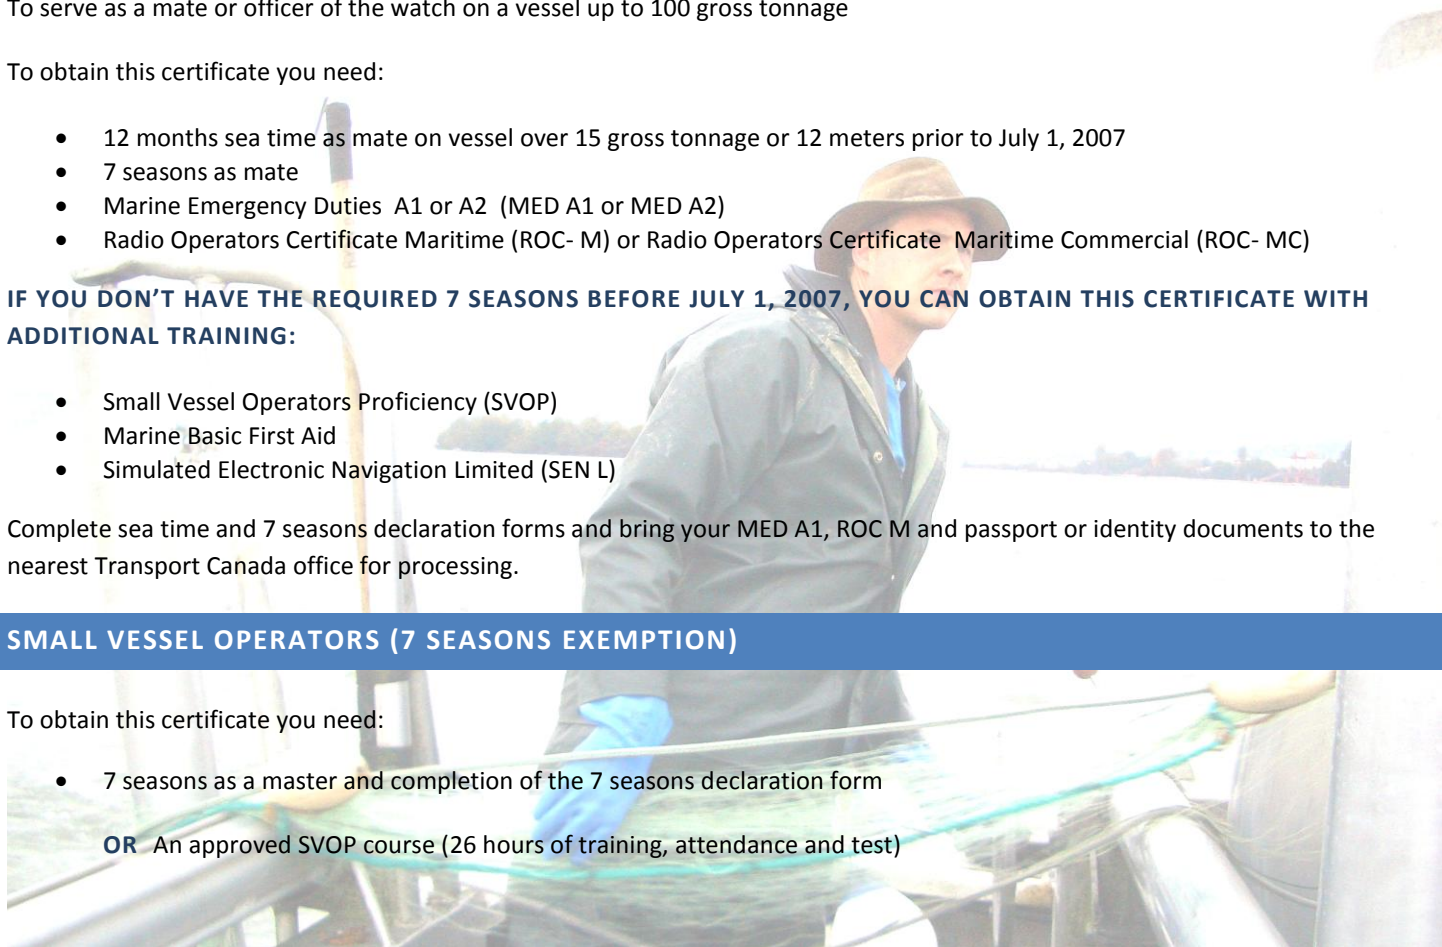 To serve as a mate or officer of the watch on a vessel up to 100 gross tonnage
To obtain this certificate you need:
• 12 months sea time as mate on vessel over 15 gross tonnage or 12 meters prior to July 1, 2007
• 7 seasons as mate
• Marine Emergency Duties  A1 or A2  (MED A1 or MED A2)
• Radio Operators Certificate Maritime (ROC- M) or Radio Operators Certificate  Maritime Commercial (ROC- MC)
IF YOU DON’T HAVE THE REQUIRED 7 SEASONS BEFORE JULY 1, 2007, YOU CAN OBTAIN THIS CERTIFICATE WITH
ADDITIONAL TRAINING:
• Small Vessel Operators Proficiency (SVOP)
• Marine Basic First Aid
• Simulated Electronic Navigation Limited (SEN L)
Complete sea time and 7 seasons declaration forms and bring your MED A1, ROC M and passport or identity documents to the
nearest Transport Canada office for processing.
SMALL VESSEL OPERATORS (7 SEASONS EXEMPTION)
To obtain this certificate you need:
• 7 seasons as a master and completion of the 7 seasons declaration form
OR  An approved SVOP course (26 hours of training, attendance and test)